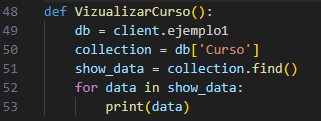 48 def VizualizarCurso():
49     db = client.ejemplo1
50     collection = db['Curso']
51     show_data = collection.find()
52     for data in show_data:
53         print(data)